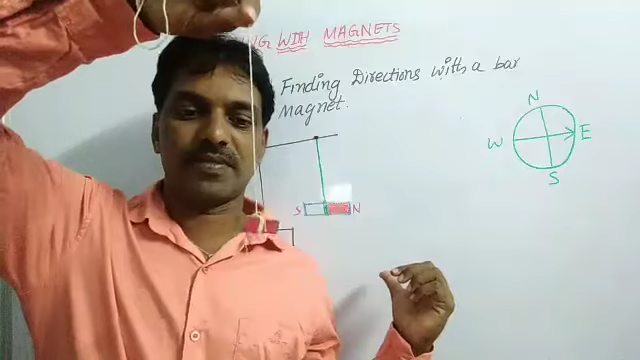 WITH MAGNETS
Finding Directions with a bar
Magnet.
N
W E
S
S N